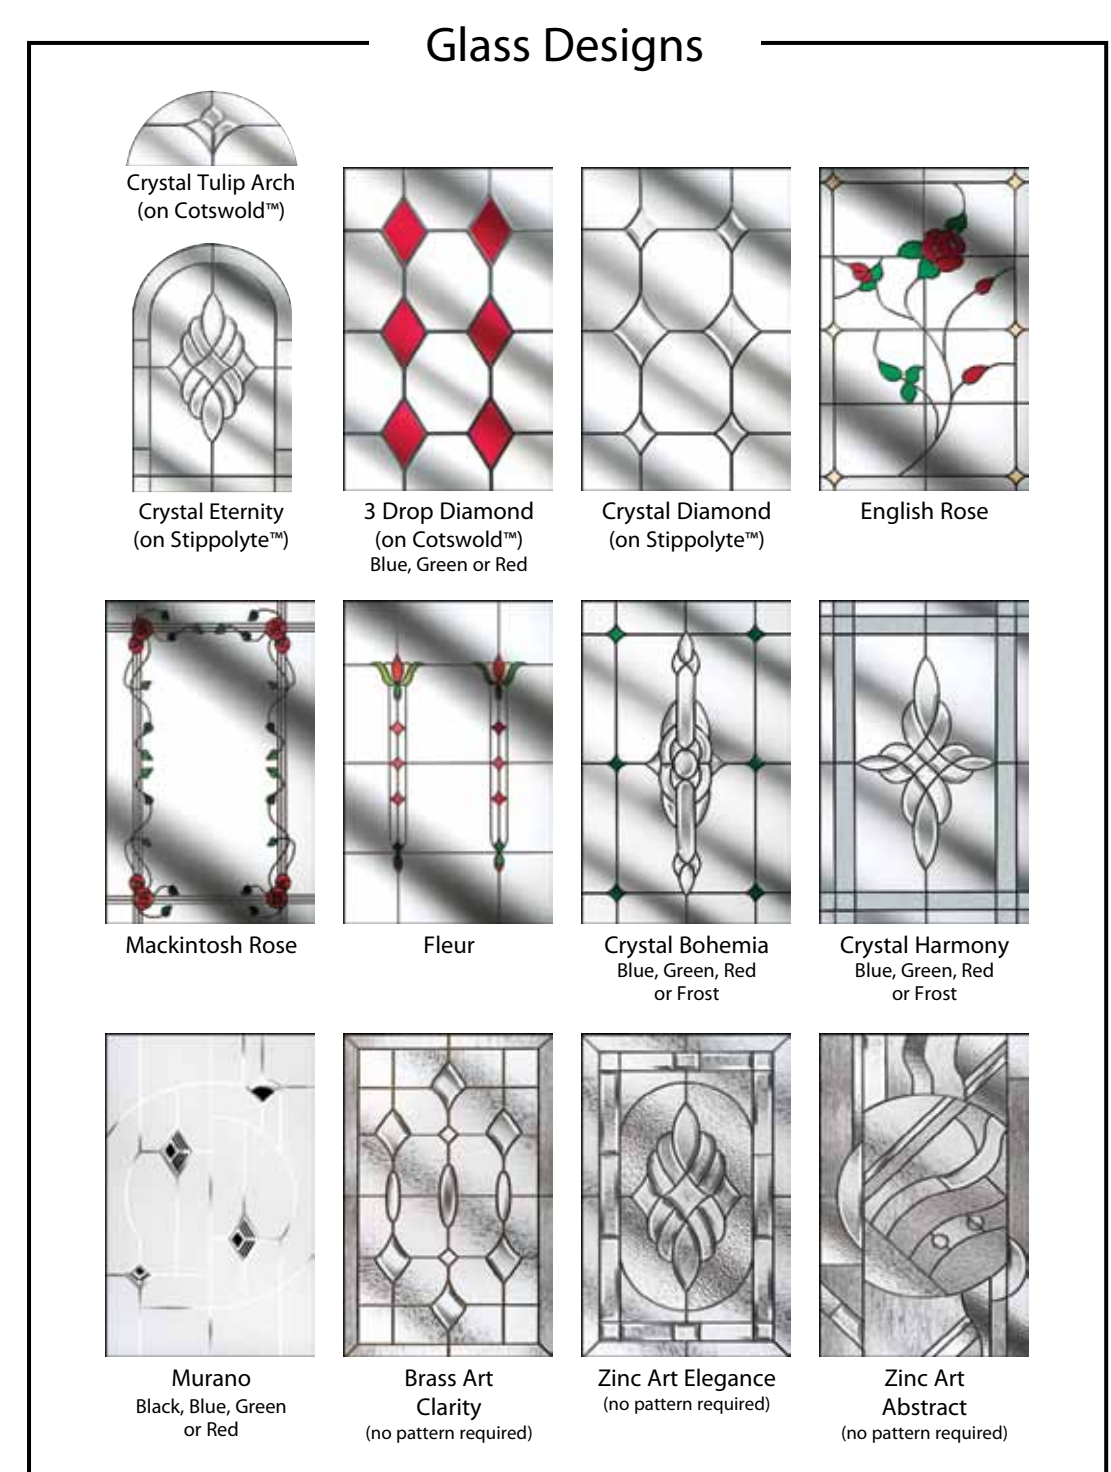 Glass Designs
Crystal Tulip Arch
(on Cotswold™)
Crystal Eternity
(on Stippolyte™)
3 Drop Diamond
(on Cotswold™)
Blue, Green or Red
Crystal Diamond
(on Stippolyte™)
English Rose
Mackintosh Rose
Fleur
Crystal Bohemia
Blue, Green, Red
or Frost
Crystal Harmony
Blue, Green, Red
or Frost
Murano
Black, Blue, Green
or Red
Brass Art
Clarity
(no pattern required)
Zinc Art Elegance
(no pattern required)
Zinc Art
Abstract
(no pattern required)